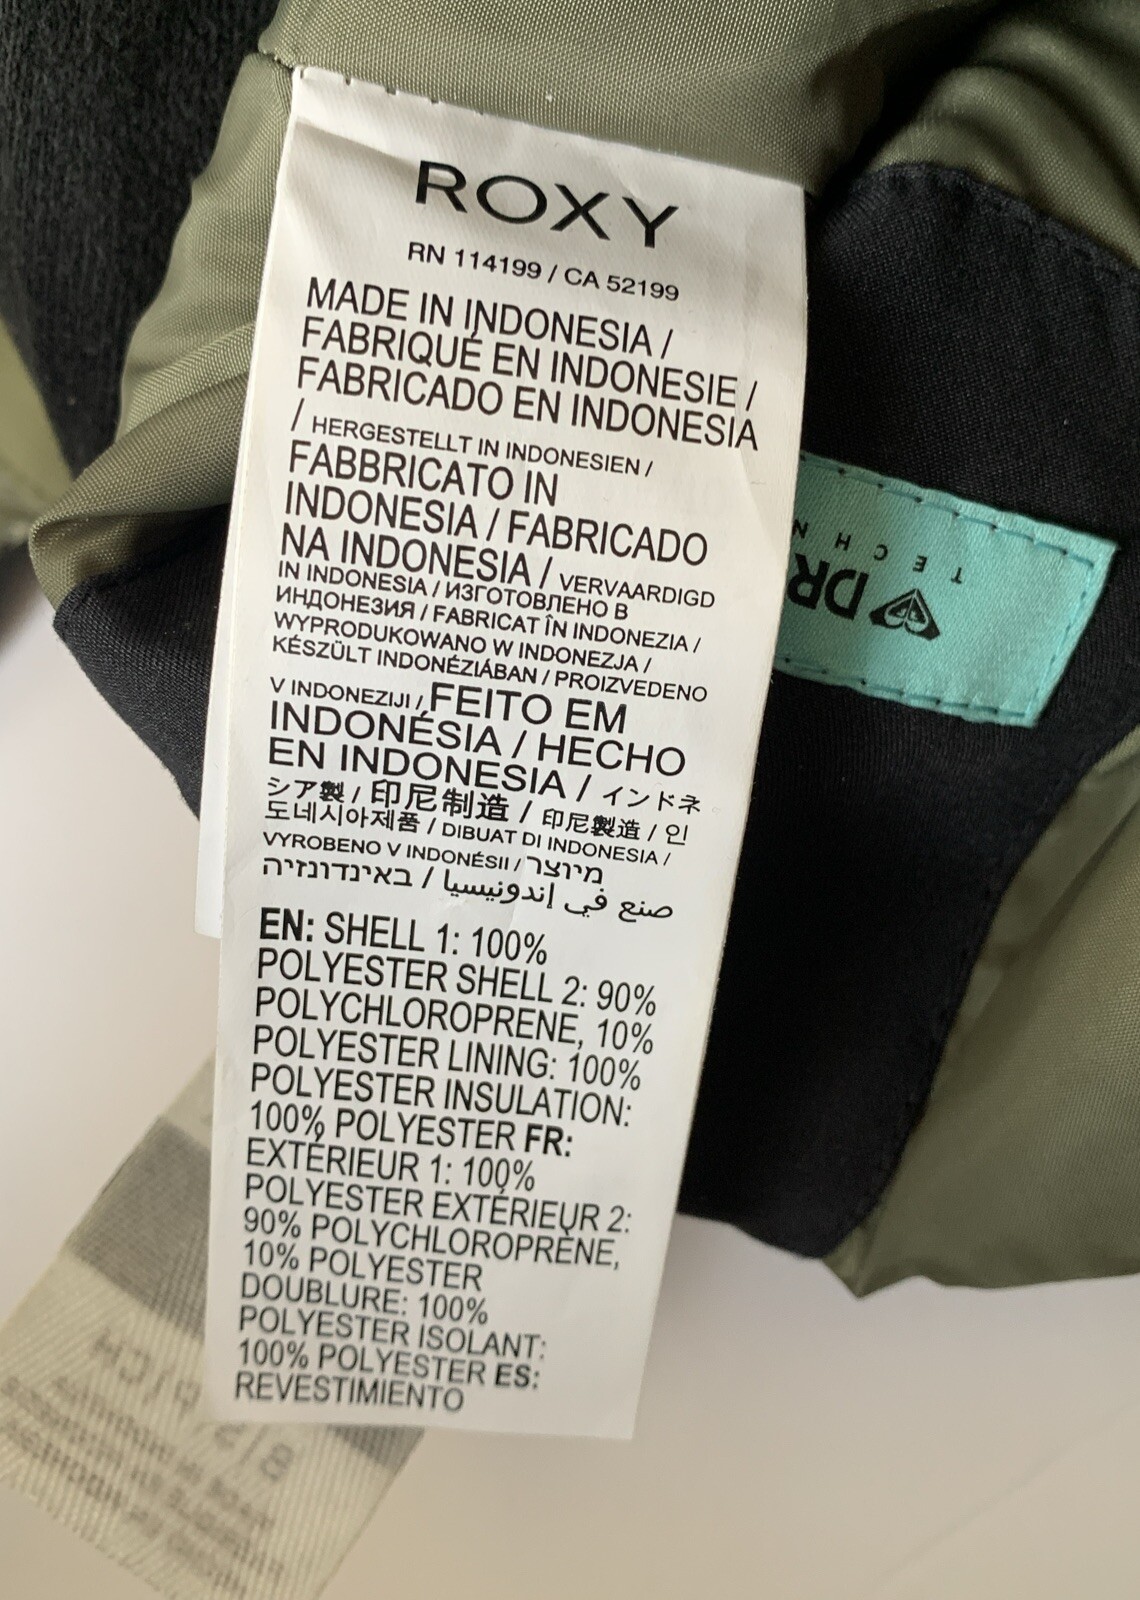 ROXY
RN 114199 / CA 52199
MADE IN INDONESIA /
FABRIQUÉ EN INDONESIE /
FABRICADO EN INDONESIA
/ HERGESTELLT IN INDONESIEN /
FABBRICATO IN
INDONESIA / FABRICADO
NA INDONESIA / VERVAARDIGD
IN INDONESIA / ИЗГОТОВЛЕНО В
ИНДОНЕЗИЯ / FABRICAT ÎN INDONEZIA /
WYPRODUKOWANO W INDONEZJA /
KÉSZÜLT INDONÉZIÁBAN / PROIZVEDENO
V INDONEZIJI / FEITO EM
INDONÉSIA / HECHO
EN INDONESIA / インドネ
シア製 / 印尼制造 / 印尼製造 / 인
도네시아제품 / DIBUAT DI INDONESIA /
VYROBENO V INDONÉSII / מיוצר
באינדונזיה / صنع في إندونيسيا
EN: SHELL 1: 100%
POLYESTER SHELL 2: 90%
POLYCHLOROPRENE, 10%
POLYESTER LINING: 100%
POLYESTER INSULATION:
100% POLYESTER FR:
EXTÉRIEUR 1: 100%
POLYESTER EXTÉRIEUR 2:
90% POLYCHLOROPRÈNE,
10% POLYESTER
DOUBLURE: 100%
POLYESTER ISOLANT:
100% POLYESTER ES:
REVESTIMIENTO
DR
TECHN